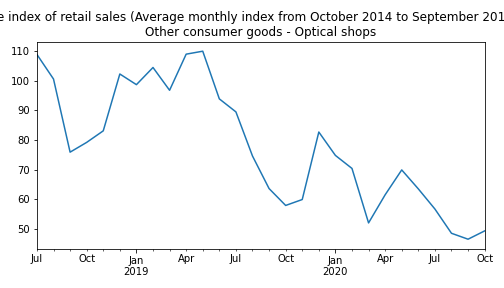 e index of retail sales (Average monthly index from October 2014 to September 201
Other consumer goods - Optical shops
110
100
90
80
70
60
50
Jul Oct Jan Apr Jul Oct Jan Apr Jul Oct
2019 2020